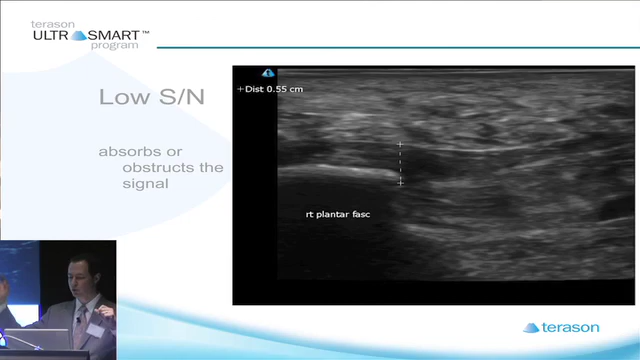 terason
ULTRASMART™
program
Low S/N
absorbs or
obstructs the
signal
+Dist 0.55 cm
rt plantar fasc
terason